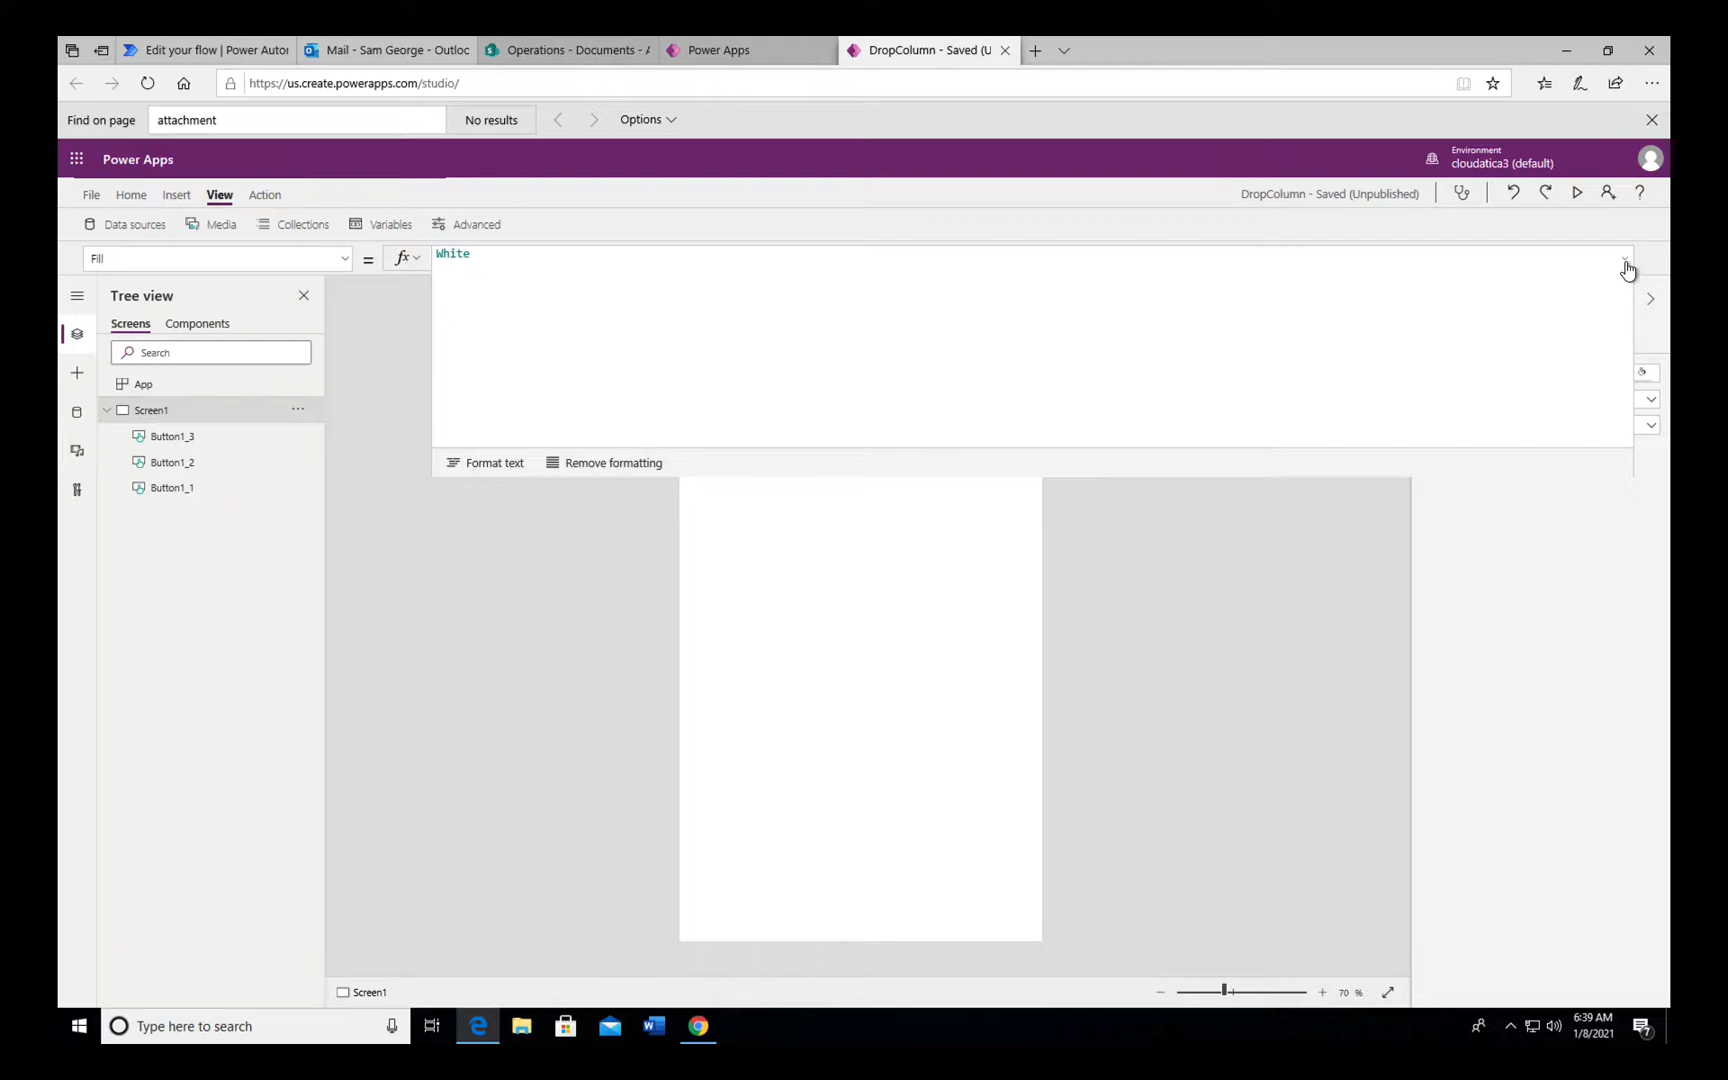 Edit your flow | Power Autor
Mail - Sam George - Outloc
Operations - Documents - A
Power Apps
DropColumn - Saved (U
https://us.create.powerapps.com/studio/
Find on page
attachment
No results
Options
Power Apps
Environment
cloudatica3 (default)
File
Home
Insert
View
Action
DropColumn - Saved (Unpublished)
Data sources
Media
Collections
Variables
Advanced
Fill
=
fx
White
Tree view
Screens
Components
Search
App
Screen1
Button1_3
Button1_2
Button1_1
Format text
Remove formatting
Screen1
70 %
Type here to search
6:39 AM
1/8/2021
7